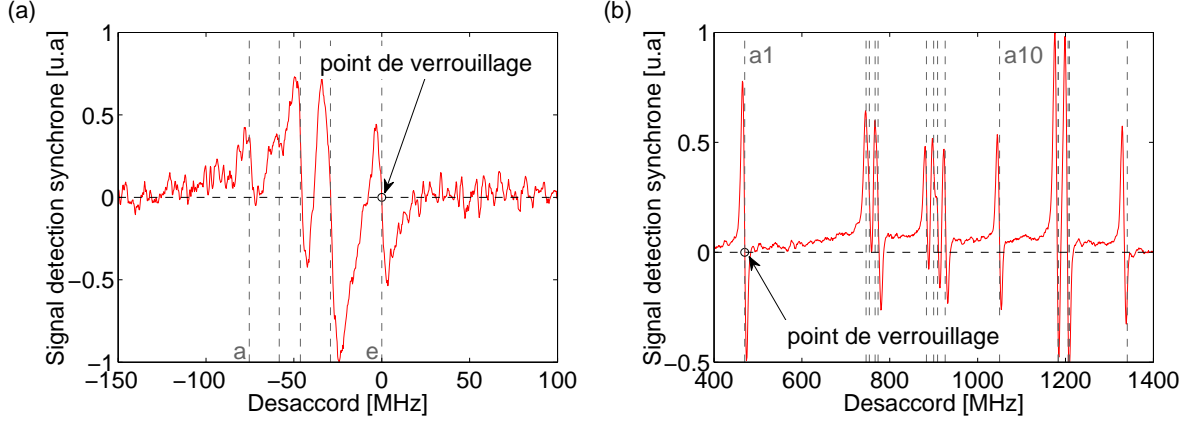 (a)
Signal detection synchrone [u.a]
1
0.5
0
−0.5
−1
−150
−100
−50
0
50
100
Desaccord [MHz]
point de verrouillage
a
e
(b)
Signal detection synchrone [u.a]
1
0.5
0
−0.5
400
600
800
1000
1200
1400
Desaccord [MHz]
a1
a10
point de verrouillage